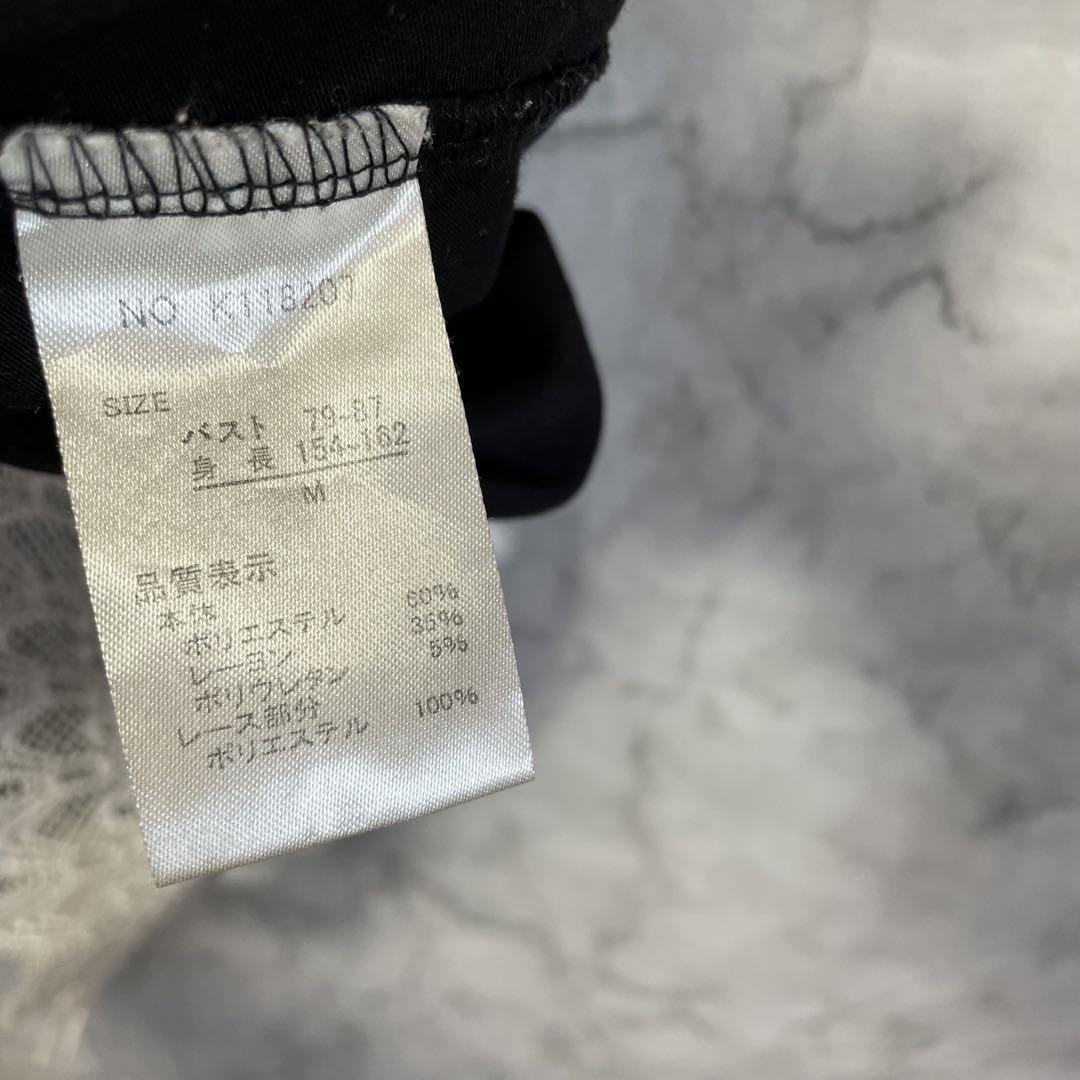 NO K118207
SIZE
バスト 79~87
身長 154~162
M
品質表示
本体
ポリエステル 60%
レーヨン 35%
ポリウレタン 5%
レース部分
ポリエステル 100%